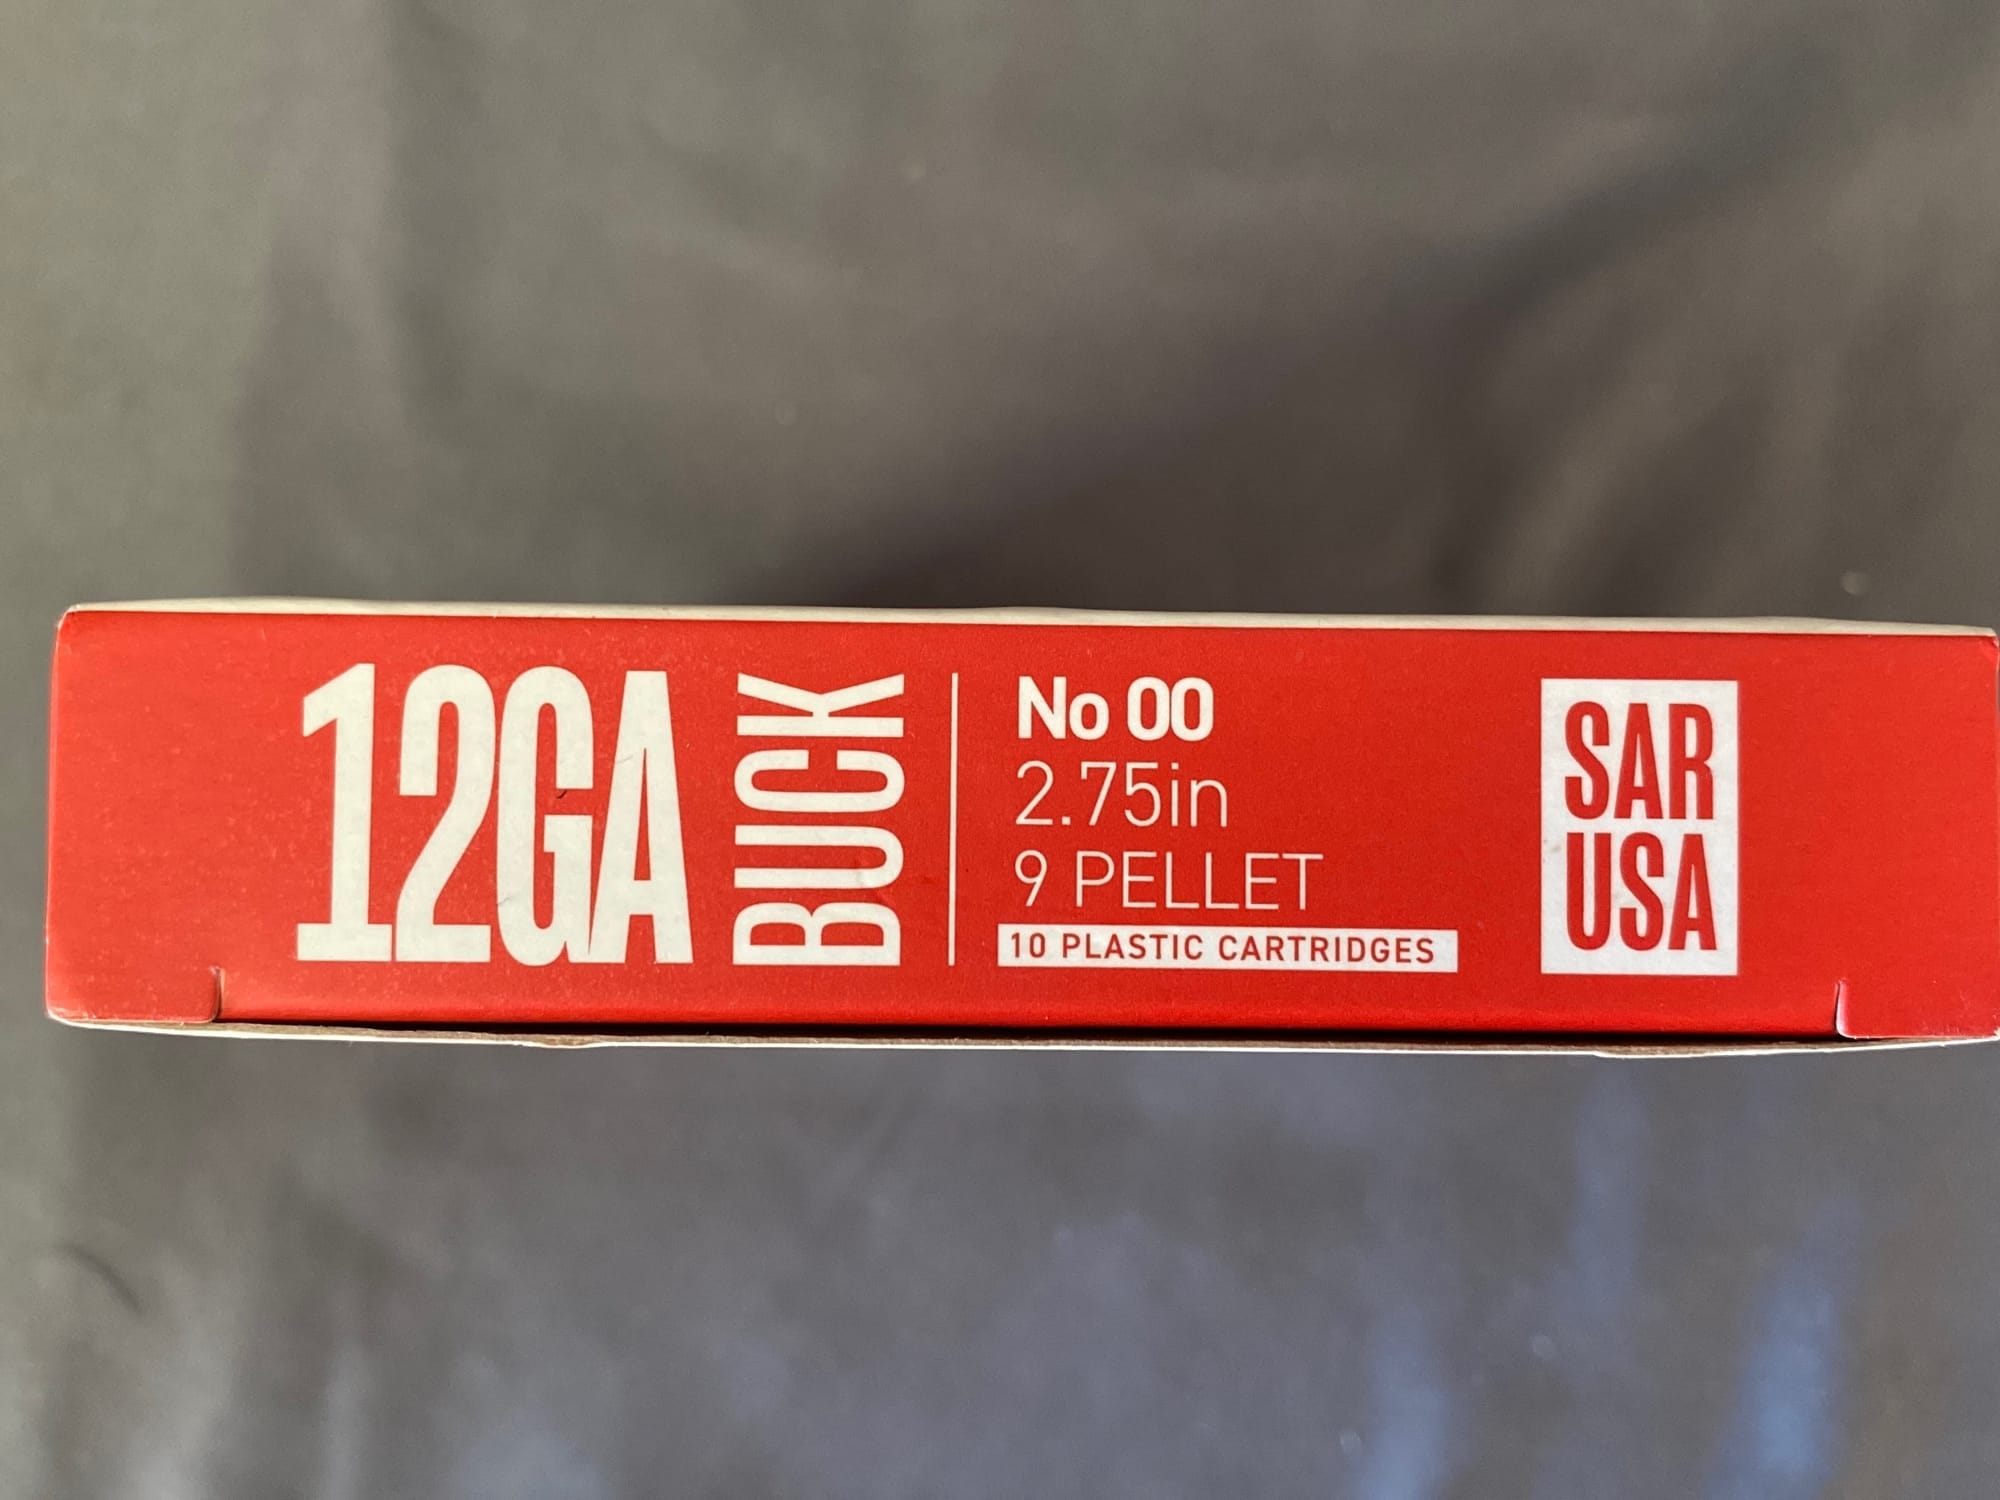 12GA
BUCK
No 00
2.75in
9 PELLET
10 PLASTIC CARTRIDGES
SAR
USA